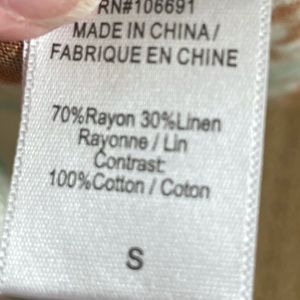 RN#106691
MADE IN CHINA/
FABRIQUE EN CHINE
70%Rayon 30%Linen
Rayonne / Lin
Contrast:
100%Cotton / Coton
S